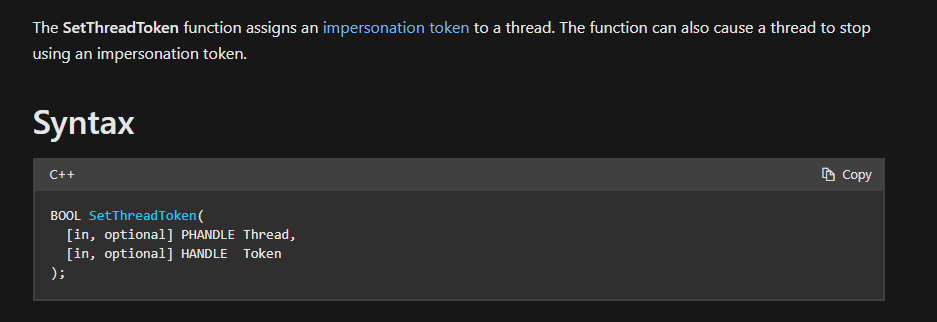 The SetThreadToken function assigns an impersonation token to a thread. The function can also cause a thread to stop
using an impersonation token.
Syntax
C++ Copy
BOOL SetThreadToken(
  [in, optional] PHANDLE Thread,
  [in, optional] HANDLE  Token
);